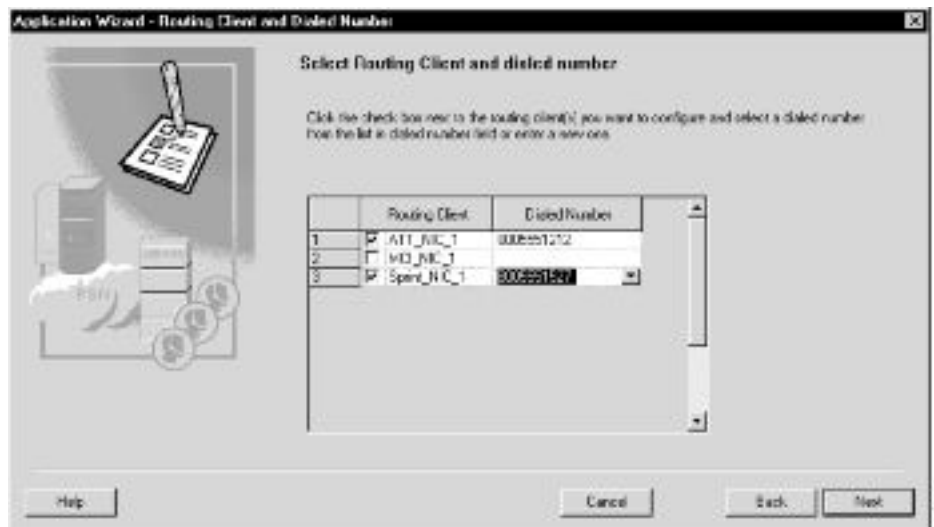 Application Wizard - Routing Client and Dialed Number
Select Routing Client and dialed number
Click the check box next to the routing client(s) you want to configure and select a dialed number
from the list in dialed number field or enter a new one
Routing Client Dialed Number
1 ATT_NIC_1 8005551212
2 MCI_NIC_1
3 Sprint_NIC_1
Help Cancel Back Next